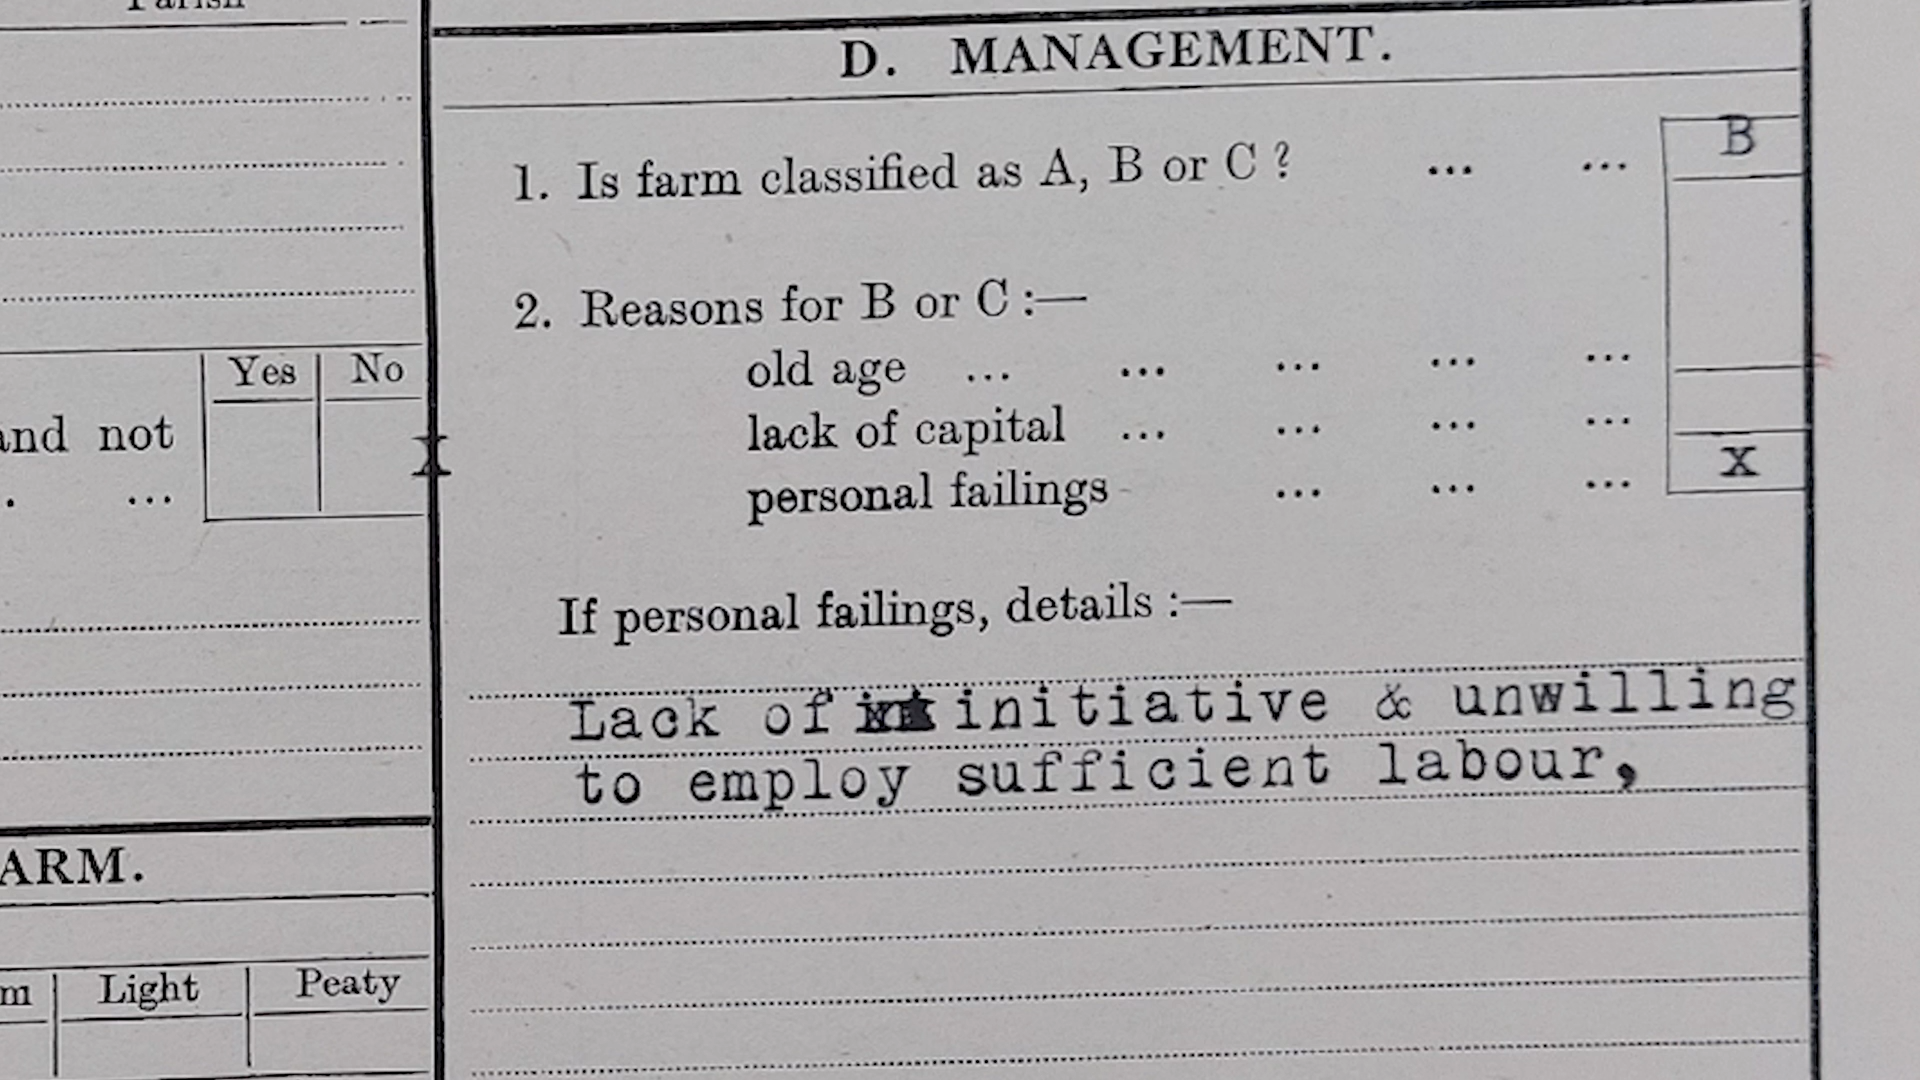 Parish
D. MANAGEMENT.
1. Is farm classified as A, B or C ? ... ... B
2. Reasons for B or C :—
old age ... ... ... ... ...
lack of capital ... ... ... ...
personal failings ... ... ... X
If personal failings, details :—
Lack of initiative & unwilling
to employ sufficient labour,
Yes No
and not
. ... X
ARM.
m Light Peaty